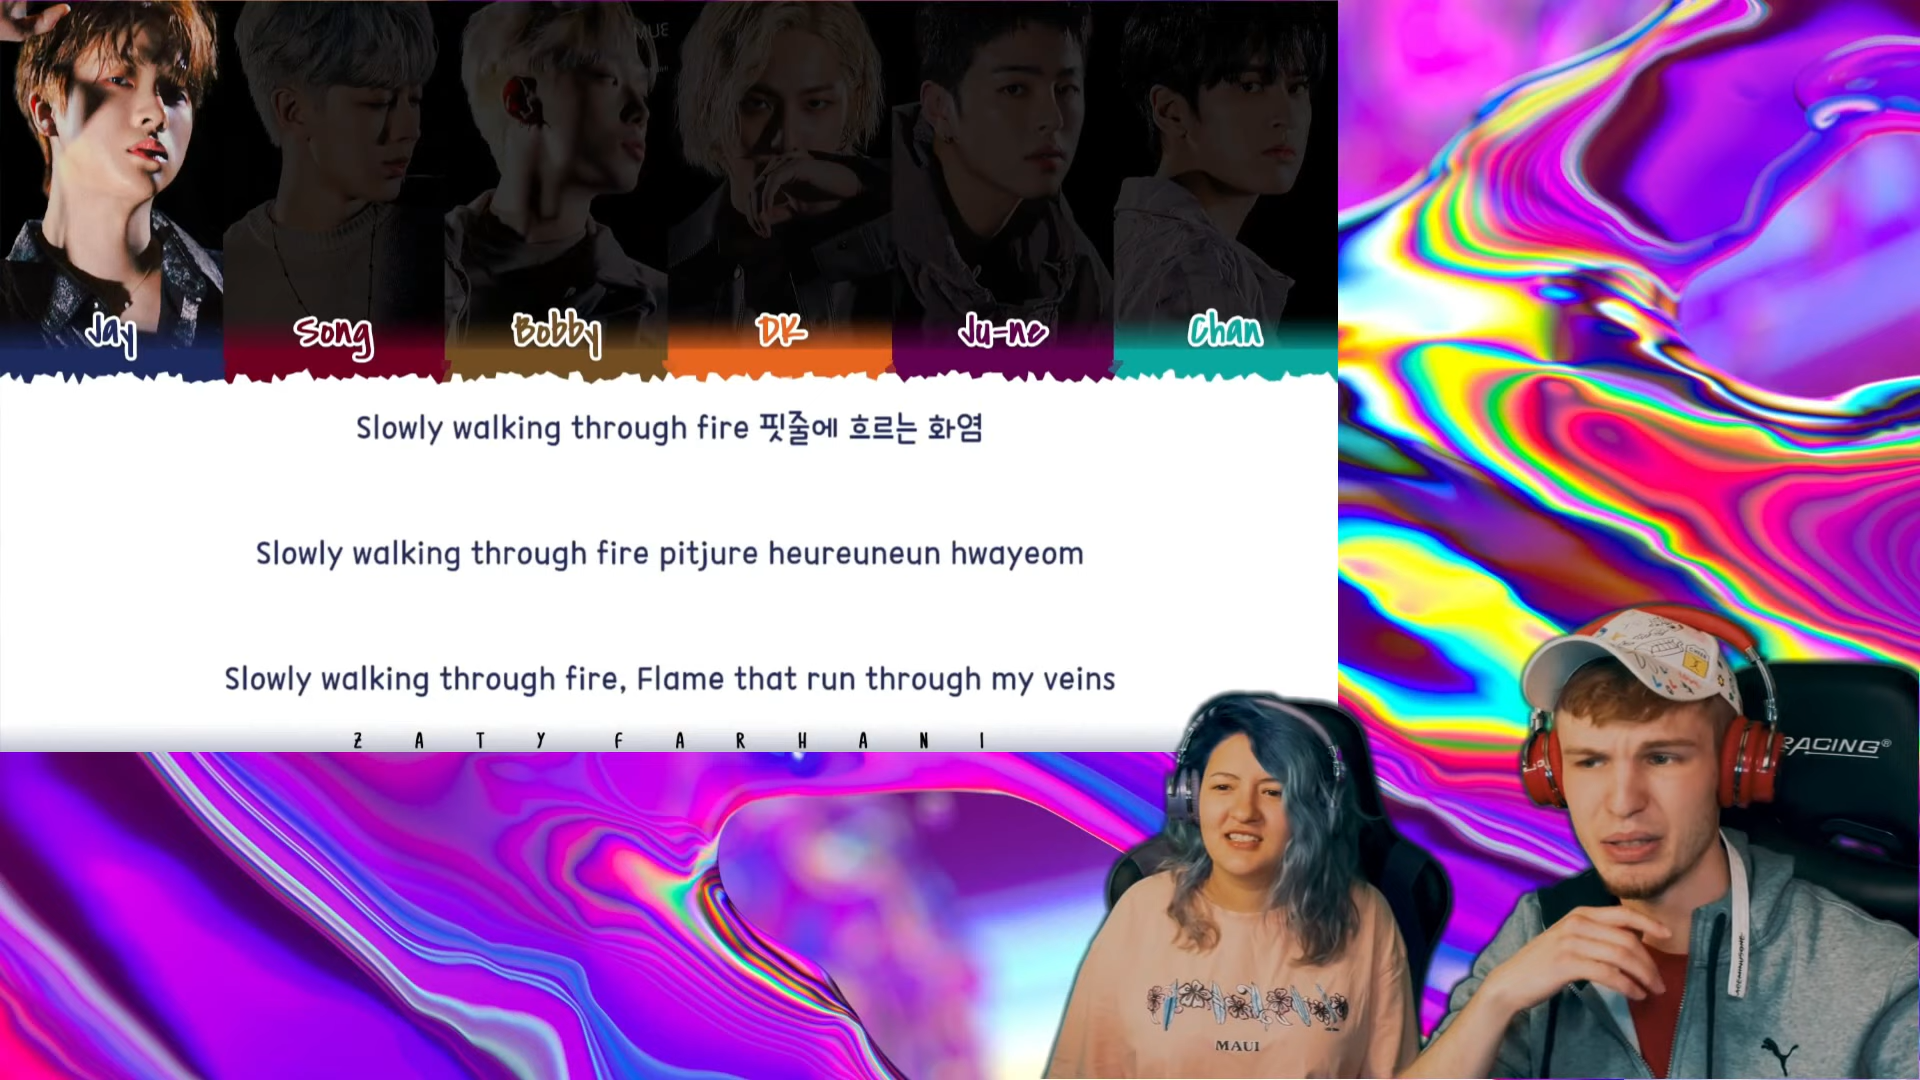 Jay
Song
Bobby
DK
Ju-ne
Chan
Slowly walking through fire 핏줄에 흐르는 화염
Slowly walking through fire pitjure heureuneun hwayeom
Slowly walking through fire, Flame that run through my veins
ZATYFARHANI
RACING®
MAUI